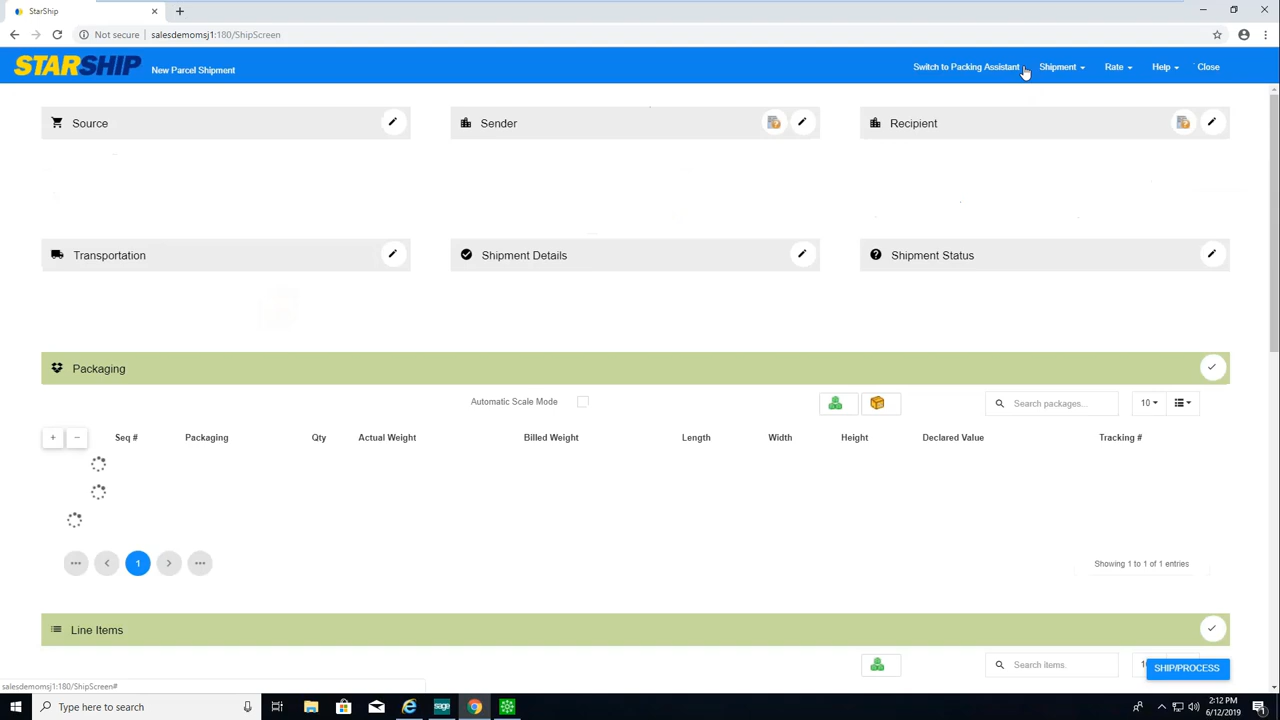 StarShip
Not secure | salesdemomsj1:180/ShipScreen
STARSHIP New Parcel Shipment Switch to Packing Assistant Shipment Rate Help Close
Source Sender Recipient
Transportation Shipment Details Shipment Status
Packaging
Automatic Scale Mode Search packages... 10
Seq # Packaging Qty Actual Weight Billed Weight Length Width Height Declared Value Tracking #
1 Showing 1 to 1 of 1 entries
Line Items
Search items.
SHIP/PROCESS
salesdemomsj1:180/ShipScreen#
Type here to search sage 2:12 PM
6/12/2019